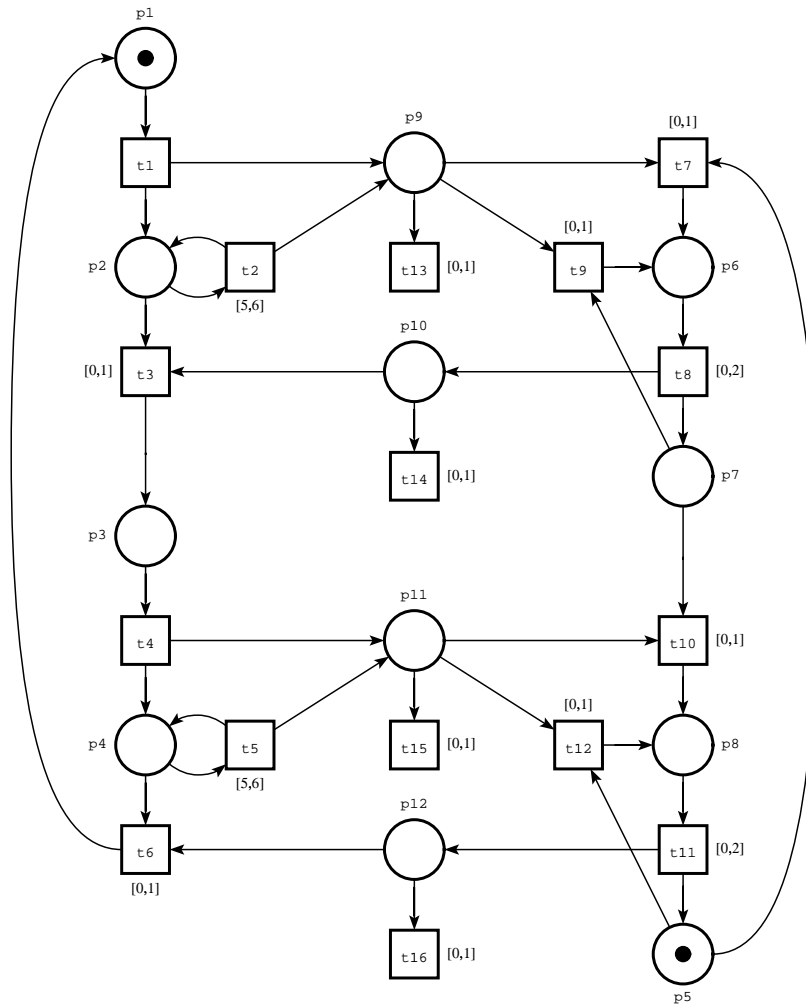 p1
[0,1]
p9
t1
t7
[0,1]
p2
t2
t13
[0,1]
t9
p6
[5,6]
p10
[0,1]
t3
t8
[0,2]
t14
[0,1]
p7
p3
p11
t4
t10
[0,1]
[0,1]
p4
t5
t15
[0,1]
t12
p8
[5,6]
p12
t6
t11
[0,2]
[0,1]
t16
[0,1]
p5